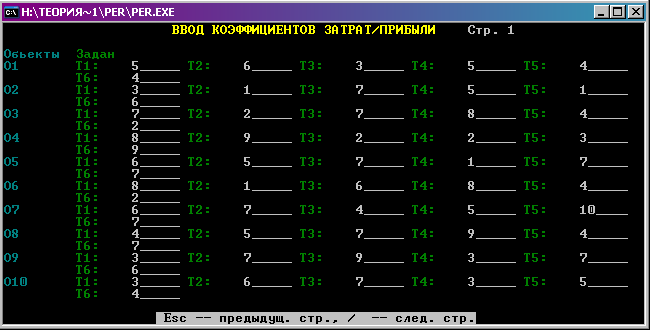 H:\ТЕОРИЯ~1\PER\PER.EXE
ВВОД КОЭФФИЦИЕНТОВ ЗАТРАТ/ПРИБЫЛИ Стр. 1
Объекты Задан
O1 T1: 5 T2: 6 T3: 3 T4: 5 T5: 4
T6: 4
O2 T1: 3 T2: 1 T3: 7 T4: 5 T5: 1
T6: 3
O3 T1: 7 T2: 2 T3: 7 T4: 8 T5: 4
T6: 2
O4 T1: 8 T2: 9 T3: 2 T4: 2 T5: 3
T6: 9
O5 T1: 6 T2: 5 T3: 7 T4: 1 T5: 7
T6: 7
O6 T1: 8 T2: 1 T3: 6 T4: 8 T5: 4
T6: 2
O7 T1: 6 T2: 7 T3: 4 T4: 5 T5: 10
T6: 7
O8 T1: 4 T2: 5 T3: 7 T4: 9 T5: 4
T6: 7
O9 T1: 3 T2: 7 T3: 9 T4: 3 T5: 7
T6: 6
O10 T1: 3 T2: 6 T3: 7 T4: 3 T5: 5
T6: 4
Esc -- предыдущ. стр., / -- след. стр.